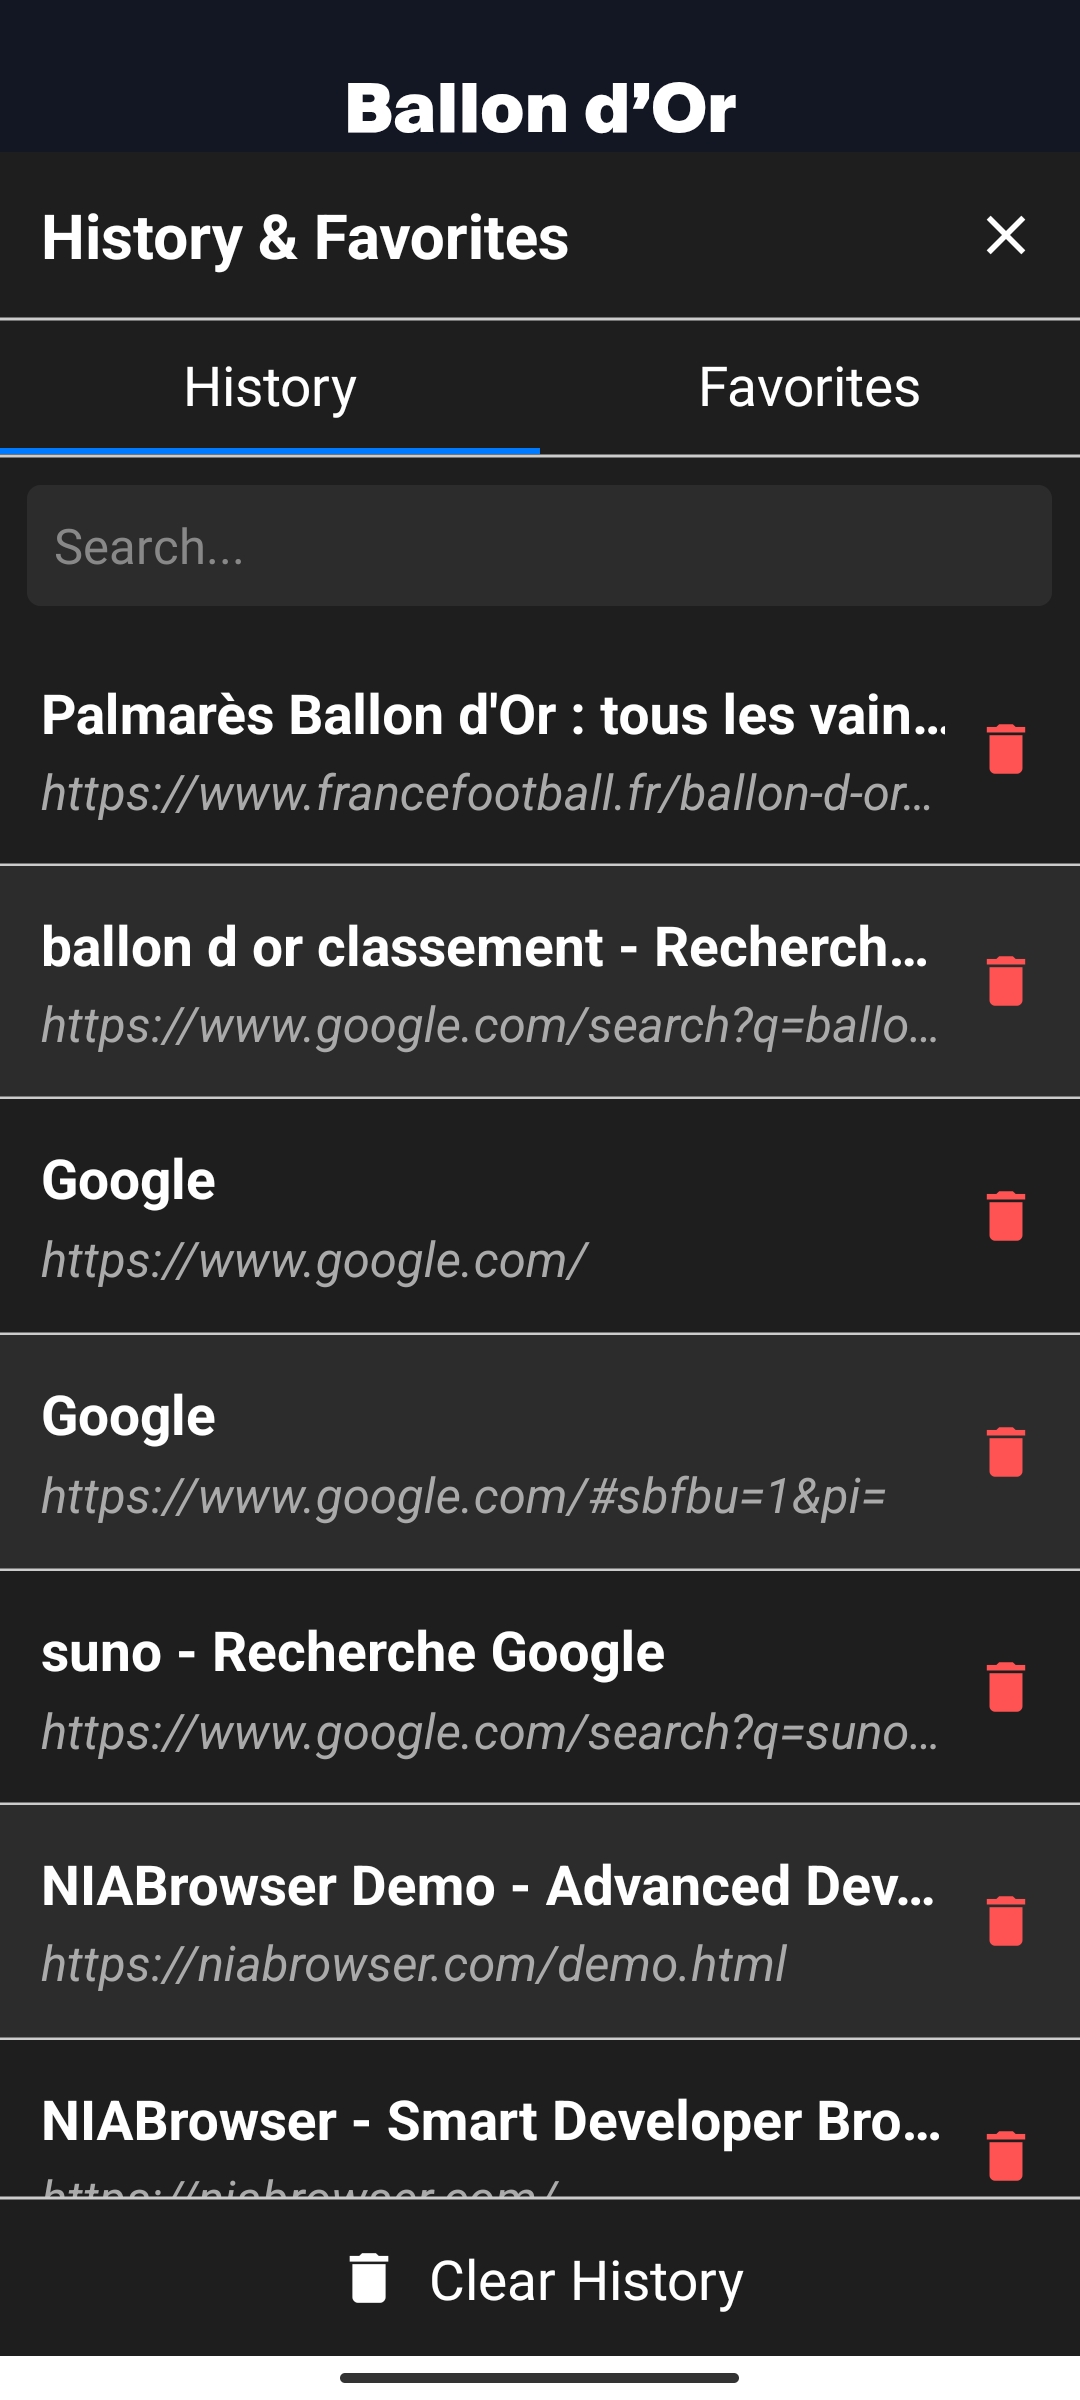 Ballon d’Or
History & Favorites
History
Favorites
Search...
Palmarès Ballon d'Or : tous les vain...
https://www.francefootball.fr/ballon-d-or...
ballon d or classement - Recherch...
https://www.google.com/search?q=ballo...
Google
https://www.google.com/
Google
https://www.google.com/#sbfbu=1&pi=
suno - Recherche Google
https://www.google.com/search?q=suno...
NIABrowser Demo - Advanced Dev...
https://niabrowser.com/demo.html
NIABrowser - Smart Developer Bro...
https://niabrowser.com/
Clear History